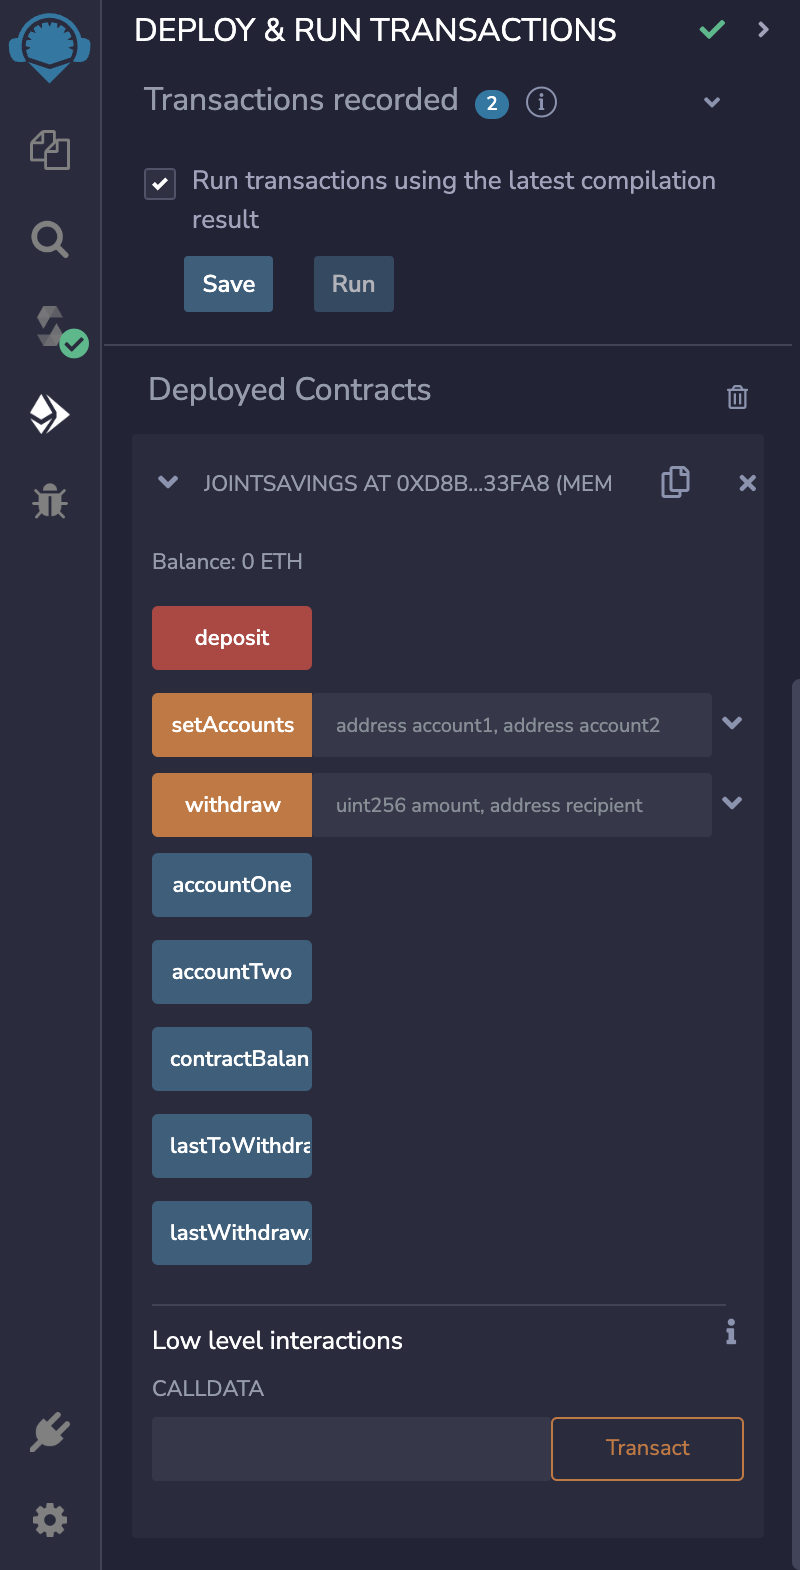 DEPLOY & RUN TRANSACTIONS
Transactions recorded 2
Run transactions using the latest compilation
result
Save Run
Deployed Contracts
JOINTSAVINGS AT 0XD8B...33FA8 (MEM
Balance: 0 ETH
deposit
setAccounts address account1, address account2
withdraw uint256 amount, address recipient
accountOne
accountTwo
contractBalan
lastToWithdra
lastWithdraw
Low level interactions
CALLDATA
Transact